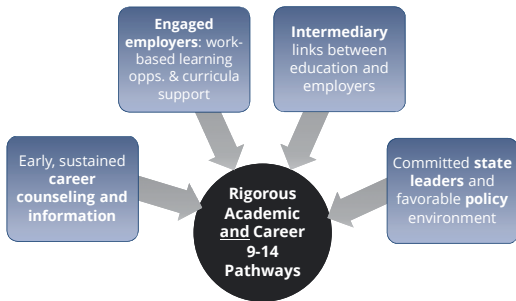 Engaged
employers: work-
based learning
opps. & curricula
support
Intermediary
links between
education and
employers
Early, sustained
career
counseling and
information
Rigorous
Academic
and Career
9-14
Pathways
Committed state
leaders and
favorable policy
environment